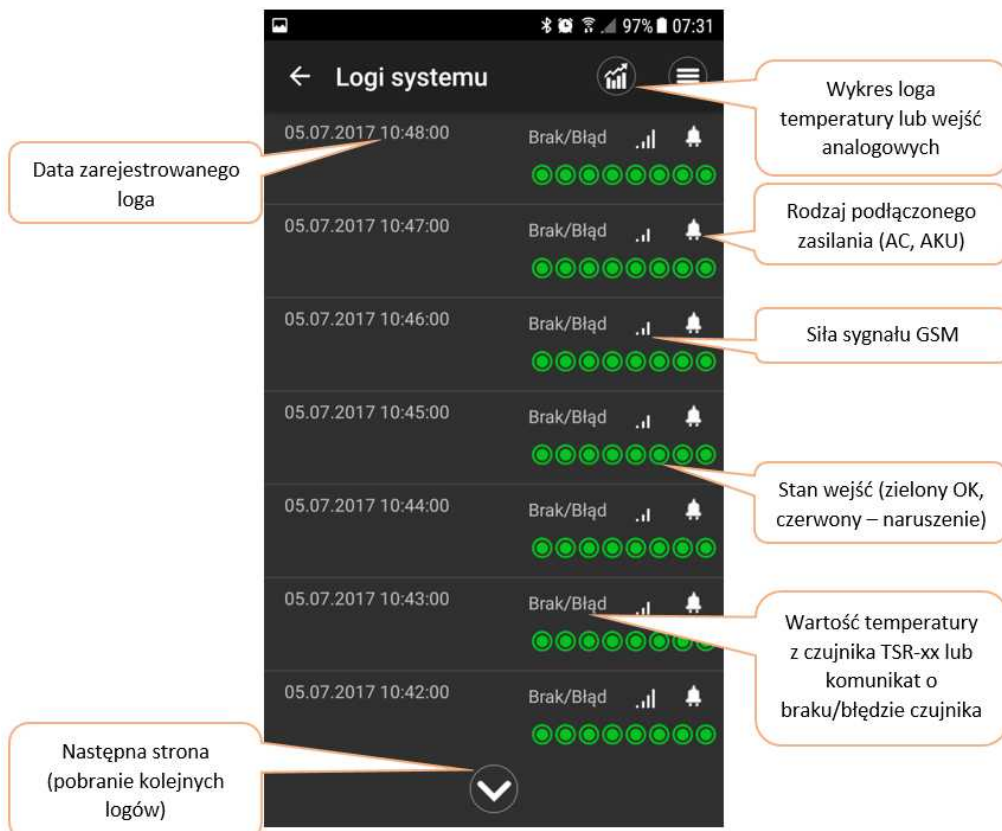 97% 07:31
Logi systemu
Wykres loga
temperatury lub wejść
analogowych
05.07.2017 10:48:00 Brak/Błąd
Data zarejestrowanego
loga
Rodzaj podłączonego
zasilania (AC, AKU)
05.07.2017 10:47:00 Brak/Błąd
05.07.2017 10:46:00 Brak/Błąd
Siła sygnału GSM
05.07.2017 10:45:00 Brak/Błąd
Stan wejść (zielony OK,
czerwony – naruszenie)
05.07.2017 10:44:00 Brak/Błąd
05.07.2017 10:43:00 Brak/Błąd
Wartość temperatury
z czujnika TSR-xx lub
komunikat o
braku/błędzie czujnika
05.07.2017 10:42:00 Brak/Błąd
Następna strona
(pobranie kolejnych
logów)